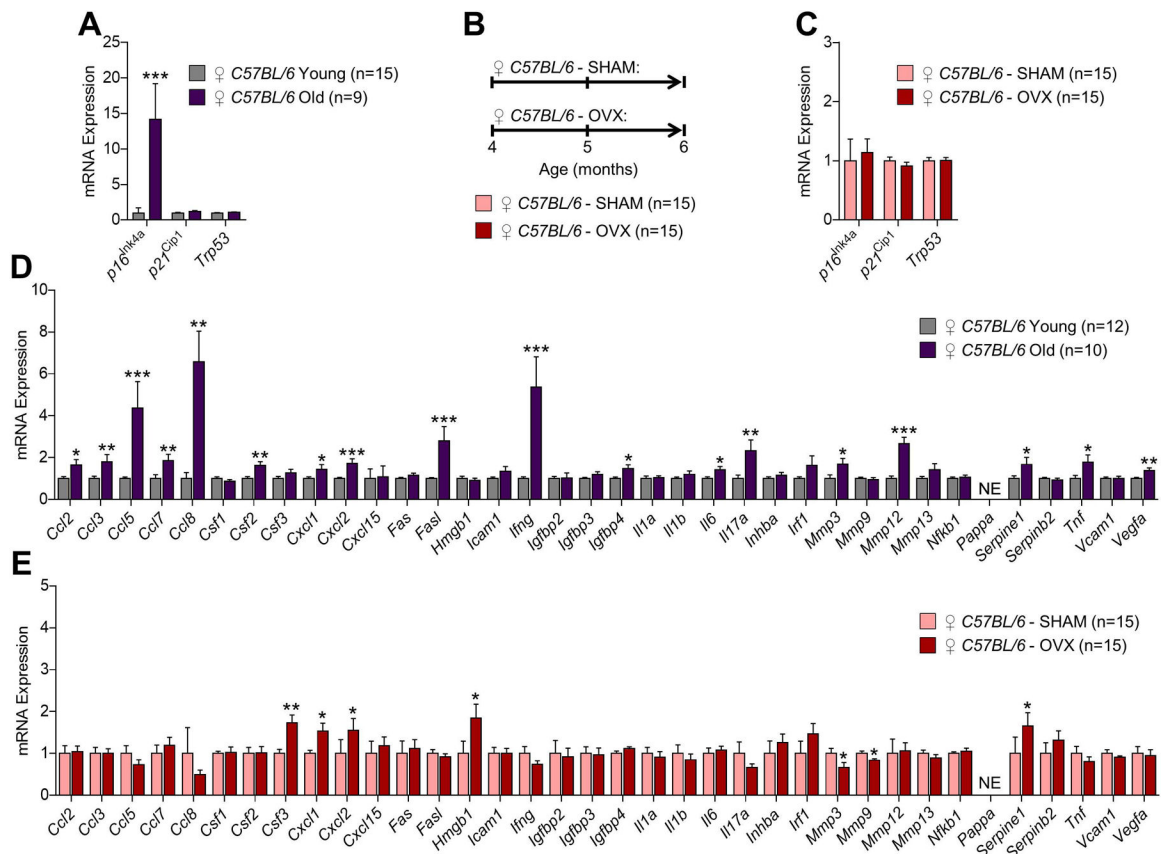 A
mRNA Expression
25
20
15
10
5
0
***
♀ C57BL/6 Young (n=15)
♀ C57BL/6 Old (n=9)
p16Ink4a
p21Cip1
Trp53
B
♀ C57BL/6 - SHAM:
♀ C57BL/6 - OVX:
4 5 6
Age (months)
♀ C57BL/6 - SHAM (n=15)
♀ C57BL/6 - OVX (n=15)
C
mRNA Expression
3
2
1
0
♀ C57BL/6 - SHAM (n=15)
♀ C57BL/6 - OVX (n=15)
p16Ink4a
p21Cip1
Trp53
D
mRNA Expression
10
8
6
4
2
0
♀ C57BL/6 Young (n=12)
♀ C57BL/6 Old (n=10)
* ** *** ** ** ** * *** *** *** * * ** * *** NE * * **
Ccl2 Ccl3 Ccl5 Ccl7 Ccl8 Csf1 Csf2 Csf3 Cxcl1 Cxcl2 Cxcl15 Fas Fasl Hmgb1 Icam1 Ifng Igfbp2 Igfbp3 Igfbp4 Il1a Il1b Il6 Il17a Inhba Irf1 Mmp3 Mmp9 Mmp12 Mmp13 Nfkb1 Pappa Serpine1 Serpinb2 Tnf Vcam1 Vegfa
E
mRNA Expression
5
4
3
2
1
0
♀ C57BL/6 - SHAM (n=15)
♀ C57BL/6 - OVX (n=15)
** * * * * * NE *
Ccl2 Ccl3 Ccl5 Ccl7 Ccl8 Csf1 Csf2 Csf3 Cxcl1 Cxcl2 Cxcl15 Fas Fasl Hmgb1 Icam1 Ifng Igfbp2 Igfbp3 Igfbp4 Il1a Il1b Il6 Il17a Inhba Irf1 Mmp3 Mmp9 Mmp12 Mmp13 Nfkb1 Pappa Serpine1 Serpinb2 Tnf Vcam1 Vegfa